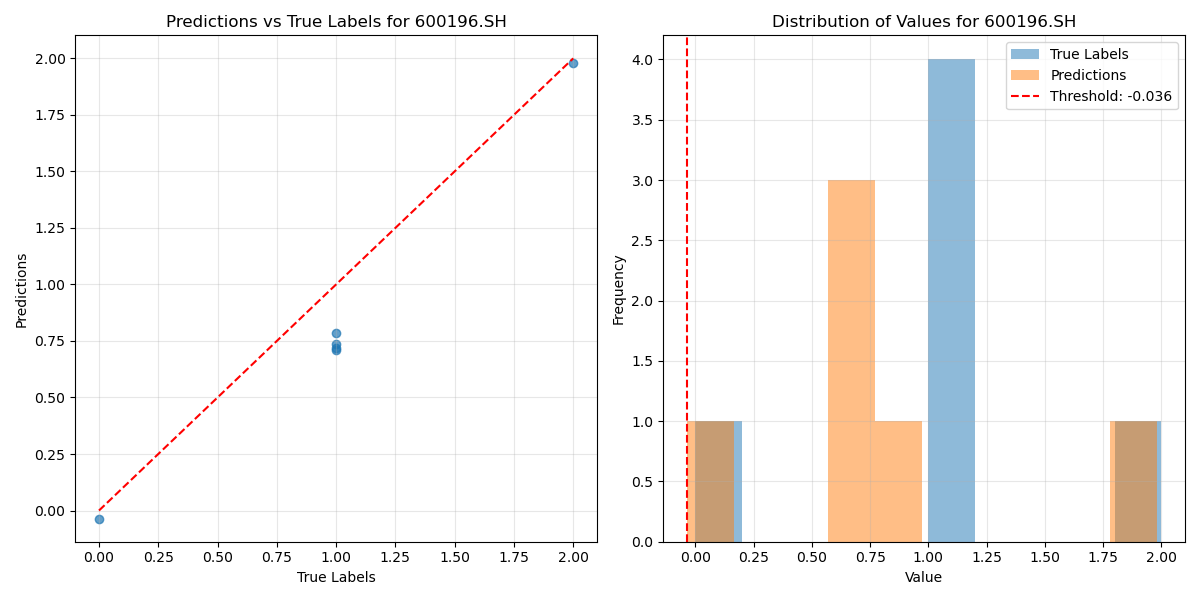 Predictions vs True Labels for 600196.SH
Predictions
2.00
1.75
1.50
1.25
1.00
0.75
0.50
0.25
0.00
0.00 0.25 0.50 0.75 1.00 1.25 1.50 1.75 2.00
True Labels
Distribution of Values for 600196.SH
Frequency
4.0
3.5
3.0
2.5
2.0
1.5
1.0
0.5
0.0
True Labels
Predictions
Threshold: -0.036
0.00 0.25 0.50 0.75 1.00 1.25 1.50 1.75 2.00
Value